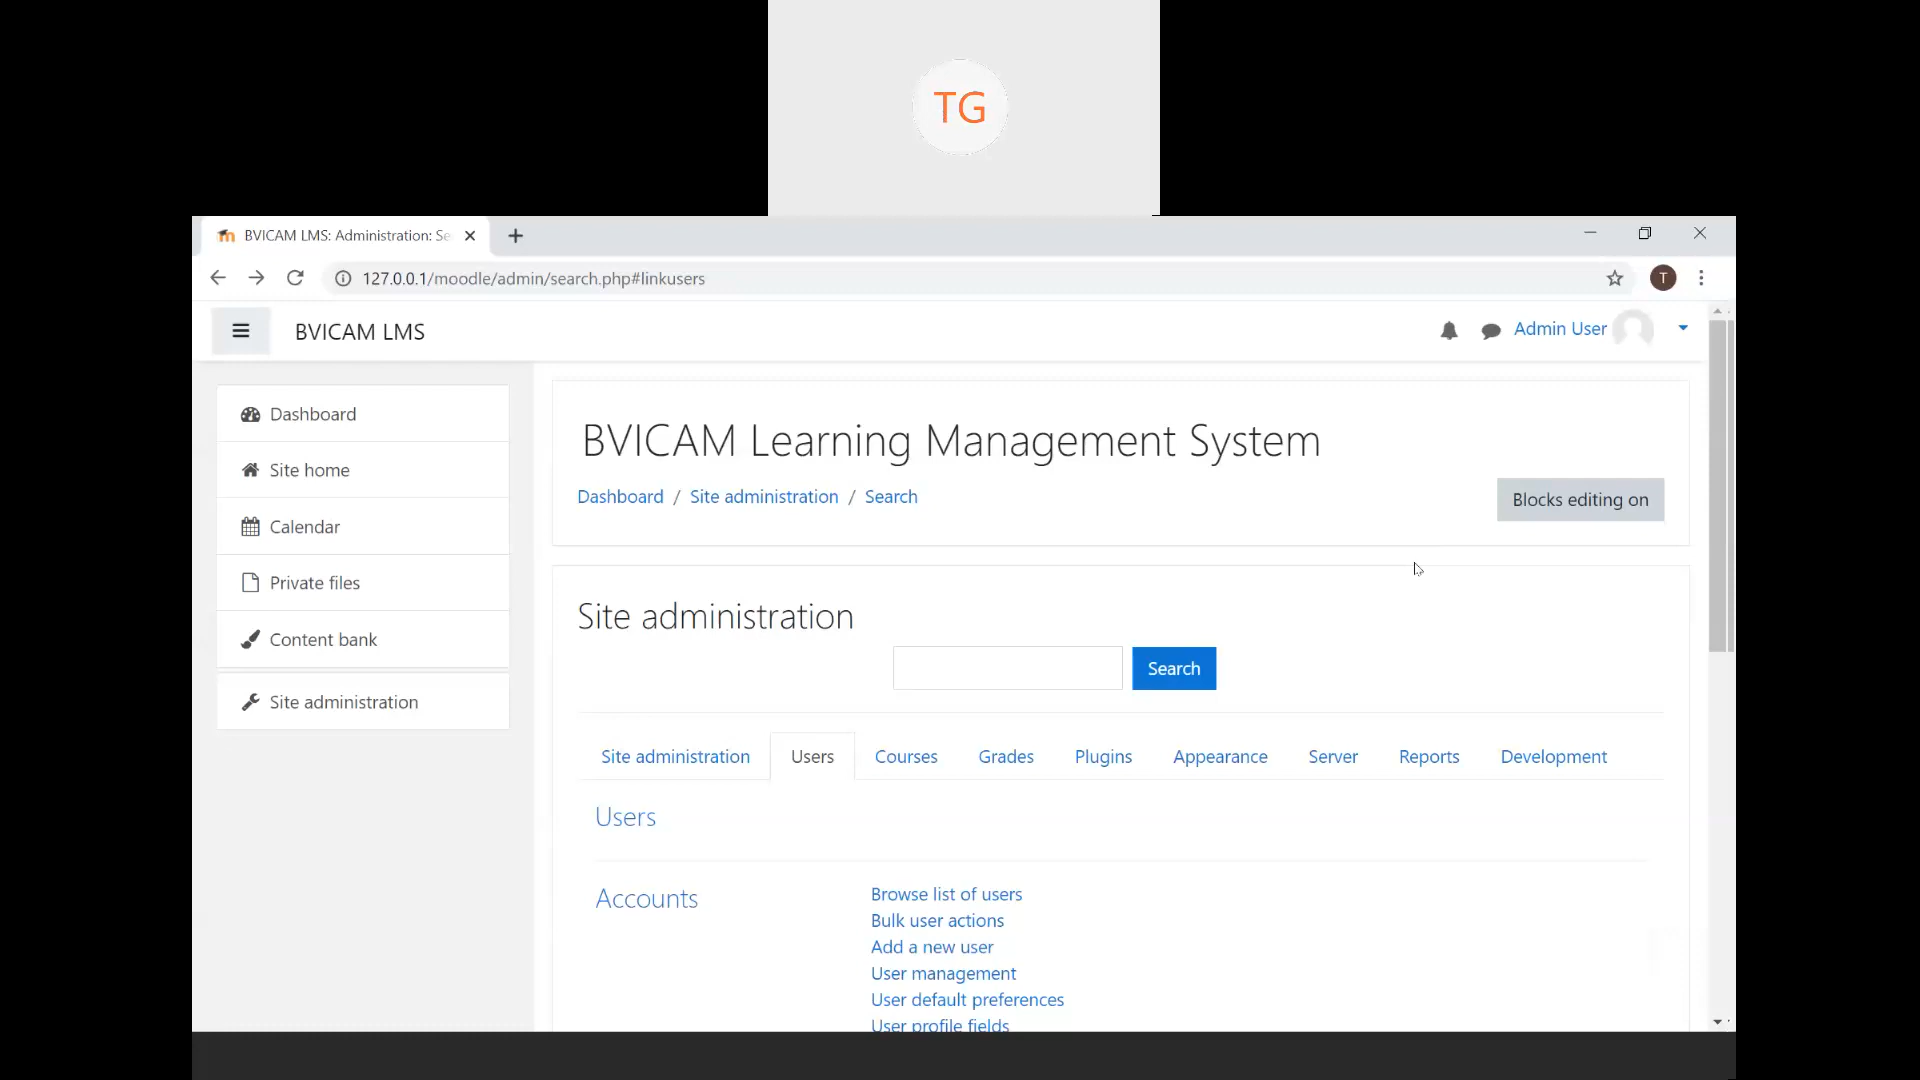 TG
BVICAM LMS: Administration: Se
127.0.0.1/moodle/admin/search.php#linkusers
T
BVICAM LMS
Admin User
Dashboard
Site home
Calendar
Private files
Content bank
Site administration
BVICAM Learning Management System
Dashboard / Site administration / Search
Blocks editing on
Site administration
Search
Site administration Users Courses Grades Plugins Appearance Server Reports Development
Users
Accounts
Browse list of users
Bulk user actions
Add a new user
User management
User default preferences
User profile fields